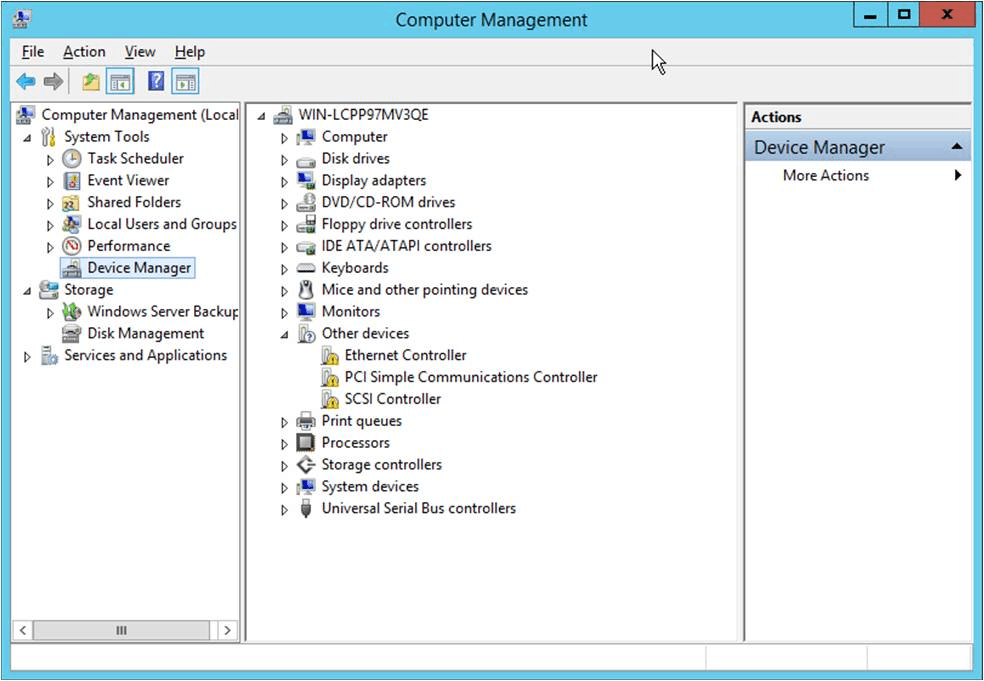 Computer Management
File Action View Help
Computer Management (Local
System Tools
Task Scheduler
Event Viewer
Shared Folders
Local Users and Groups
Performance
Device Manager
Storage
Windows Server Backup
Disk Management
Services and Applications
WIN-LCPP97MV3QE
Computer
Disk drives
Display adapters
DVD/CD-ROM drives
Floppy drive controllers
IDE ATA/ATAPI controllers
Keyboards
Mice and other pointing devices
Monitors
Other devices
Ethernet Controller
PCI Simple Communications Controller
SCSI Controller
Print queues
Processors
Storage controllers
System devices
Universal Serial Bus controllers
Actions
Device Manager
More Actions